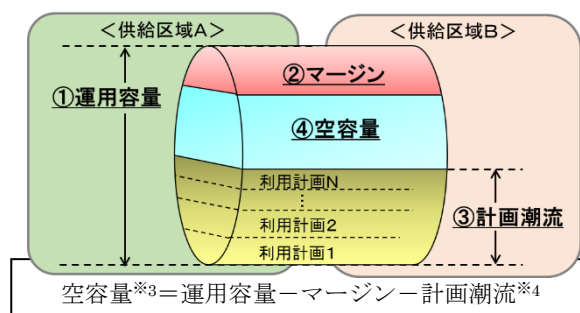 ＜供給区域A＞
＜供給区域B＞
①運用容量
②マージン
④空容量
利用計画N
⋮
利用計画2
利用計画1
③計画潮流
空容量※3＝運用容量－マージン－計画潮流※4